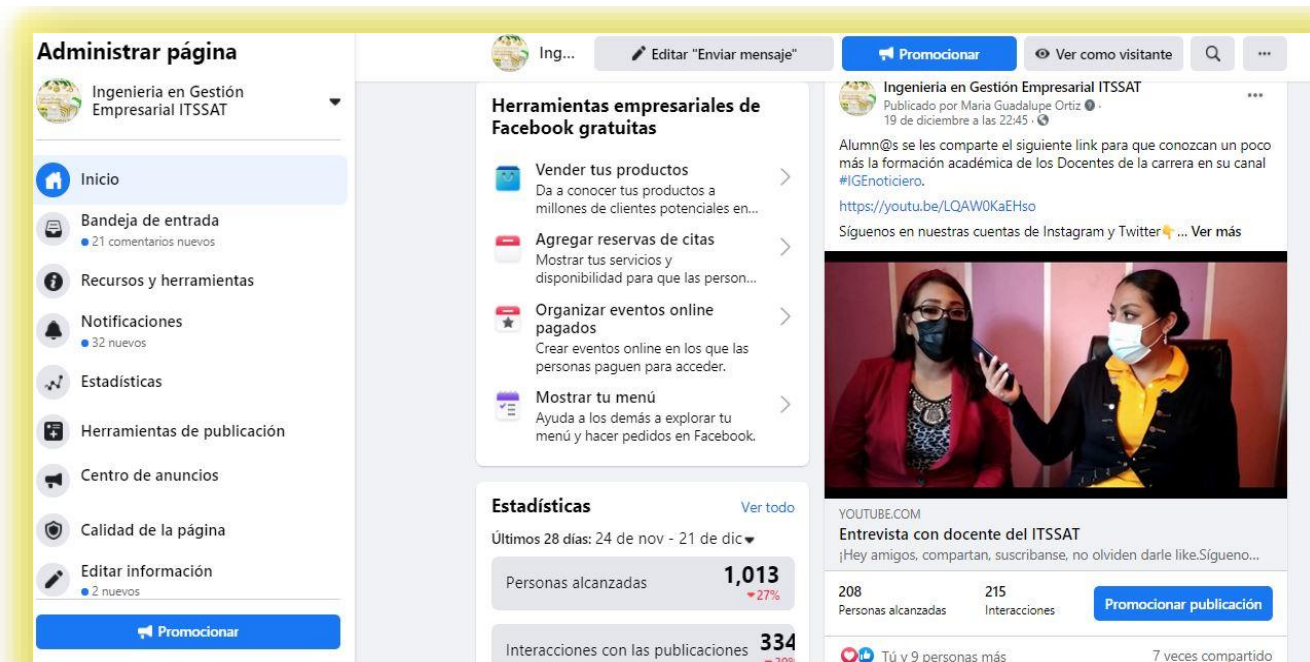 Administrar página
Ingenieria en Gestión
Empresarial ITSSAT
Inicio
Bandeja de entrada
21 comentarios nuevos
Recursos y herramientas
Notificaciones
32 nuevos
Estadísticas
Herramientas de publicación
Centro de anuncios
Calidad de la página
Editar información
2 nuevos
Promocionar
Ing...
Editar "Enviar mensaje"
Promocionar
Ver como visitante
Herramientas empresariales de
Facebook gratuitas
Vender tus productos
Da a conocer tus productos a
millones de clientes potenciales en...
Agregar reservas de citas
Mostrar tus servicios y
disponibilidad para que las person...
Organizar eventos online
pagados
Crear eventos online en los que las
personas paguen para acceder.
Mostrar tu menú
Ayuda a los demás a explorar tu
menú y hacer pedidos en Facebook.
Estadísticas
Ver todo
Últimos 28 días: 24 de nov - 21 de dic
Personas alcanzadas
1,013
27%
Interacciones con las publicaciones
334
Ingenieria en Gestión Empresarial ITSSAT
Publicado por Maria Guadalupe Ortiz
19 de diciembre a las 22:45 ·
Alumn@s se les comparte el siguiente link para que conozcan un poco
más la formación académica de los Docentes de la carrera en su canal
#IGEnoticiero.
https://youtu.be/LQAW0KaEHso
Síguenos en nuestras cuentas de Instagram y Twitter👇... Ver más
YOUTUBE.COM
Entrevista con docente del ITSSAT
¡Hey amigos, compartan, suscribanse, no olviden darle like.Sígueno...
208
Personas alcanzadas
215
Interacciones
Promocionar publicación
Tú y 9 personas más
7 veces compartido